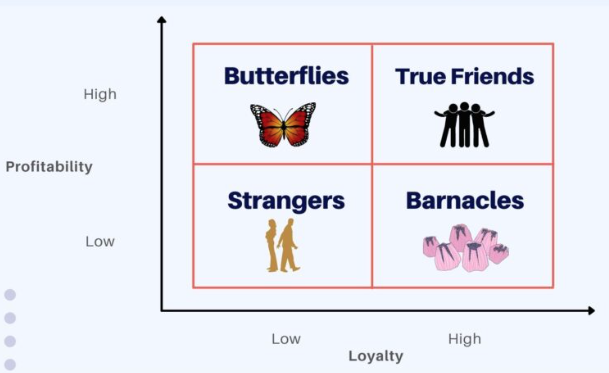 Butterflies
True Friends
High
Profitability
Strangers
Barnacles
Low
Low
High
Loyalty